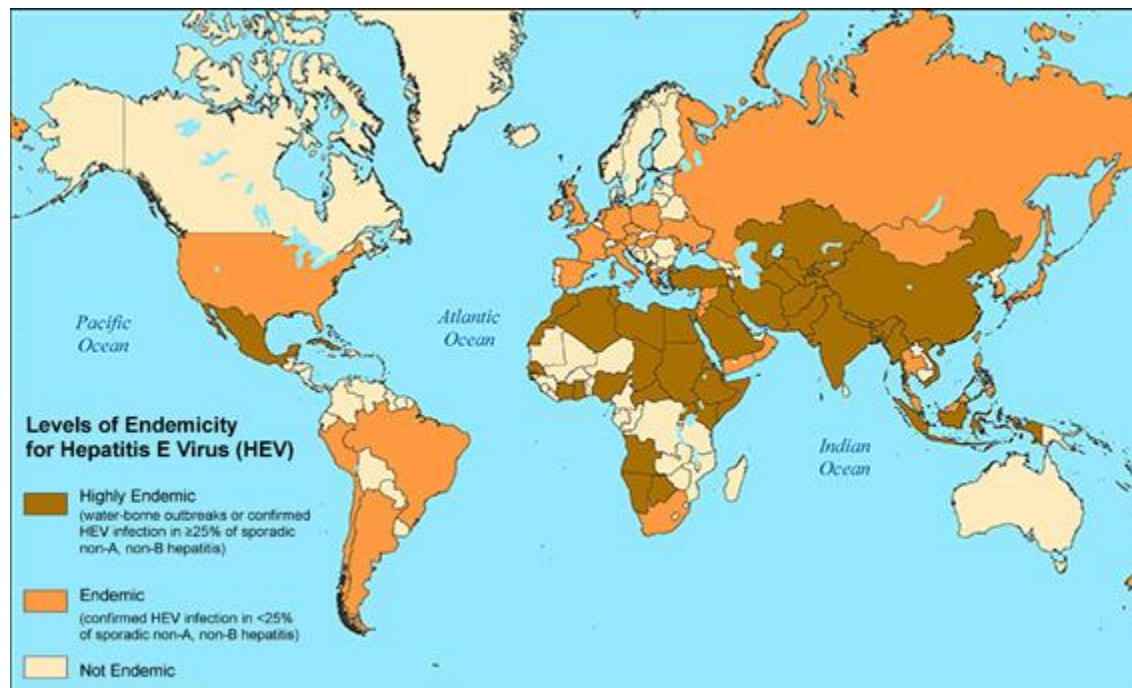 Pacific
Ocean
Atlantic
Ocean
Indian
Ocean
Levels of Endemicity
for Hepatitis E Virus (HEV)
Highly Endemic
(water-borne outbreaks or confirmed
HEV infection in ≥25% of sporadic
non-A, non-B hepatitis)
Endemic
(confirmed HEV infection in <25%
of sporadic non-A, non-B hepatitis)
Not Endemic